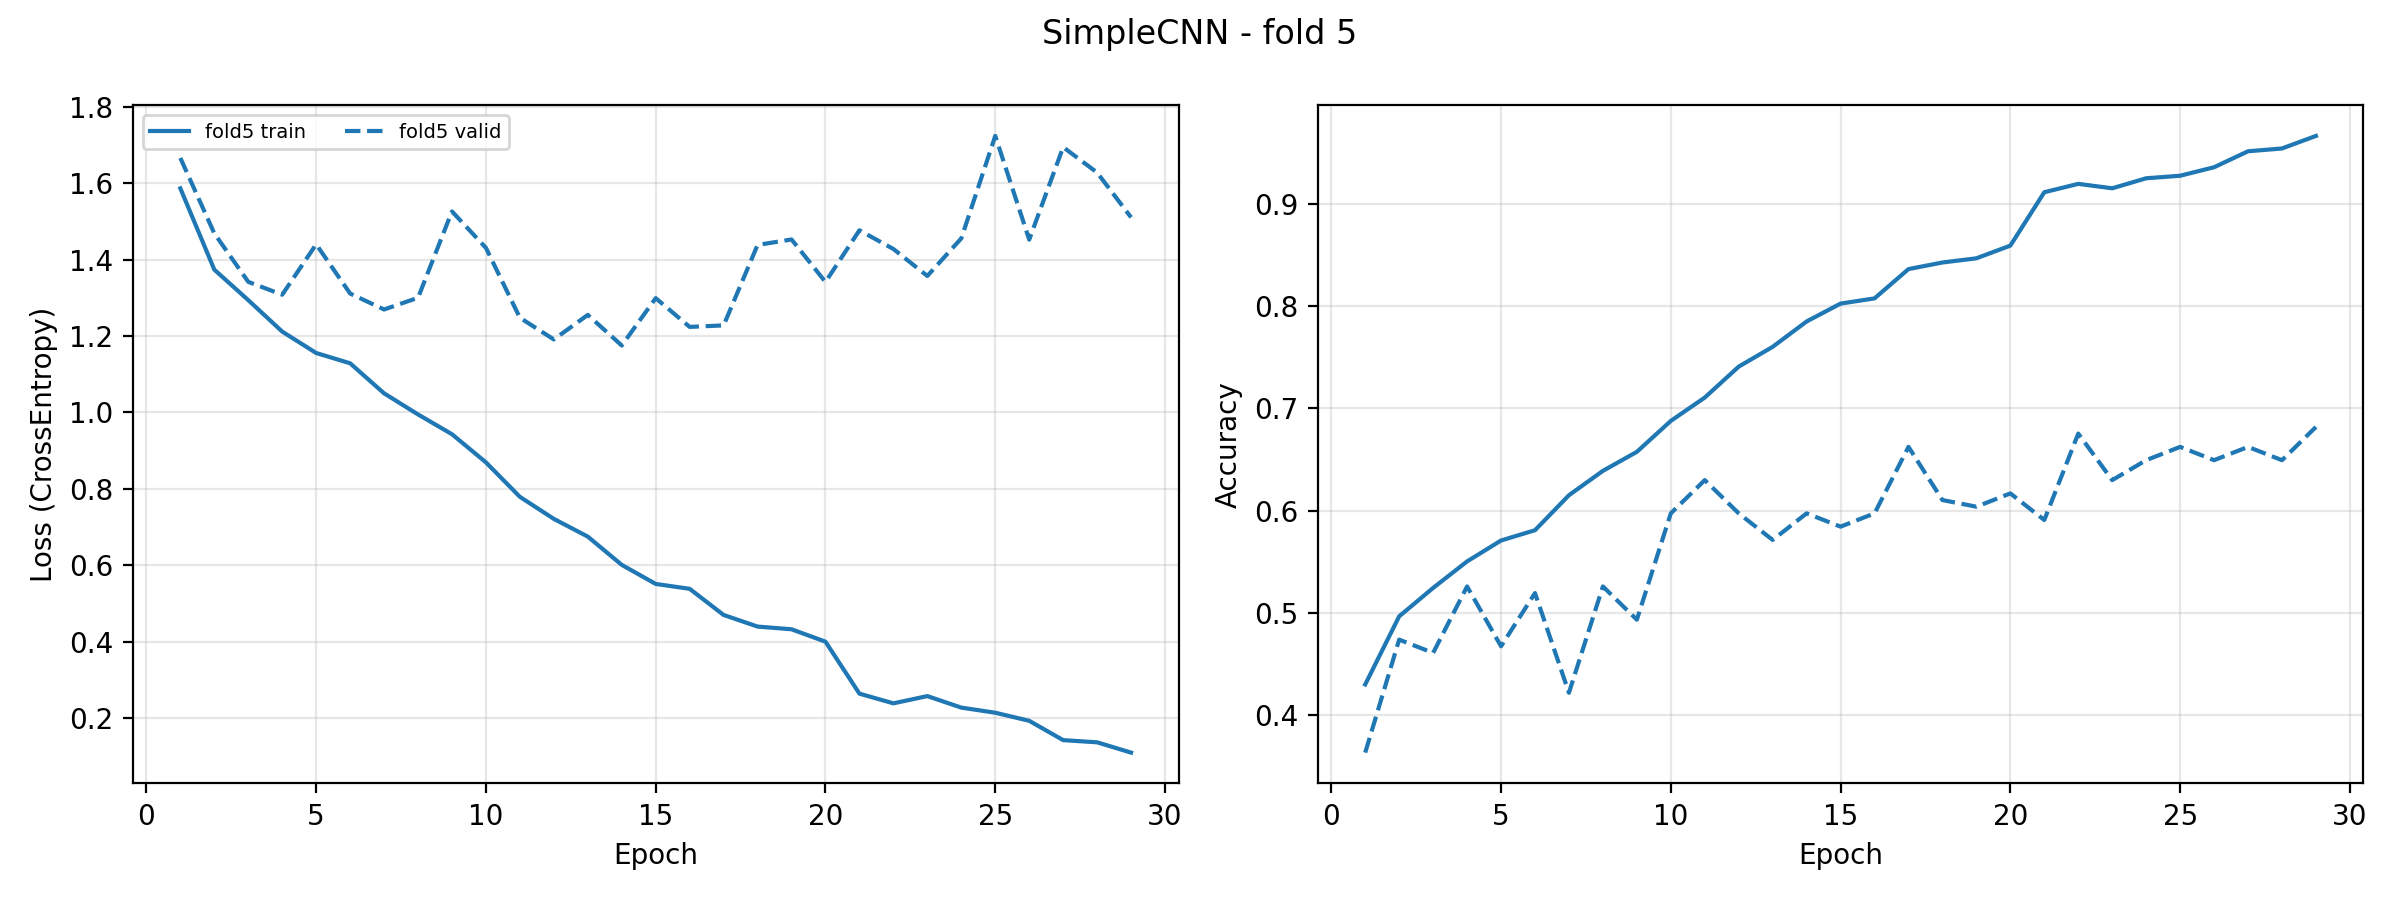 SimpleCNN - fold 5
fold5 train fold5 valid
Loss (CrossEntropy)
1.8
1.6
1.4
1.2
1.0
0.8
0.6
0.4
0.2
0 5 10 15 20 25 30
Epoch
Accuracy
0.9
0.8
0.7
0.6
0.5
0.4
0 5 10 15 20 25 30
Epoch